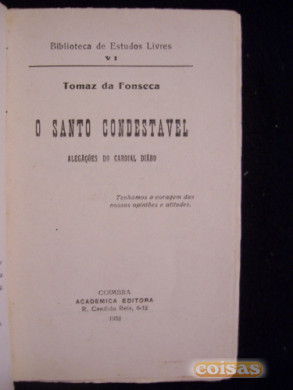 Biblioteca de Estudos Livres
VI
Tomaz da Fonseca
O SANTO CONDESTAVEL
ALEGAÇÕES DO CARDIAL DIABO
Tenhamos a coragem das
nossas opiniões e atitudes.
COIMBRA
ACADEMICA EDITORA
R. Candido Reis, 9-12
coisas